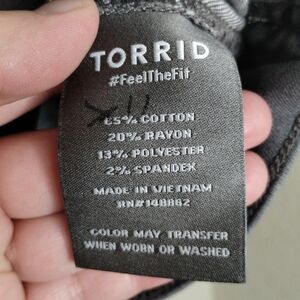 TORRID
#FeelTheFit
65% COTTON
20% RAYON
13% POLYESTER
2% SPANDEX
MADE IN VIETNAM
RN#148862
COLOR MAY TRANSFER
WHEN WORN OR WASHED